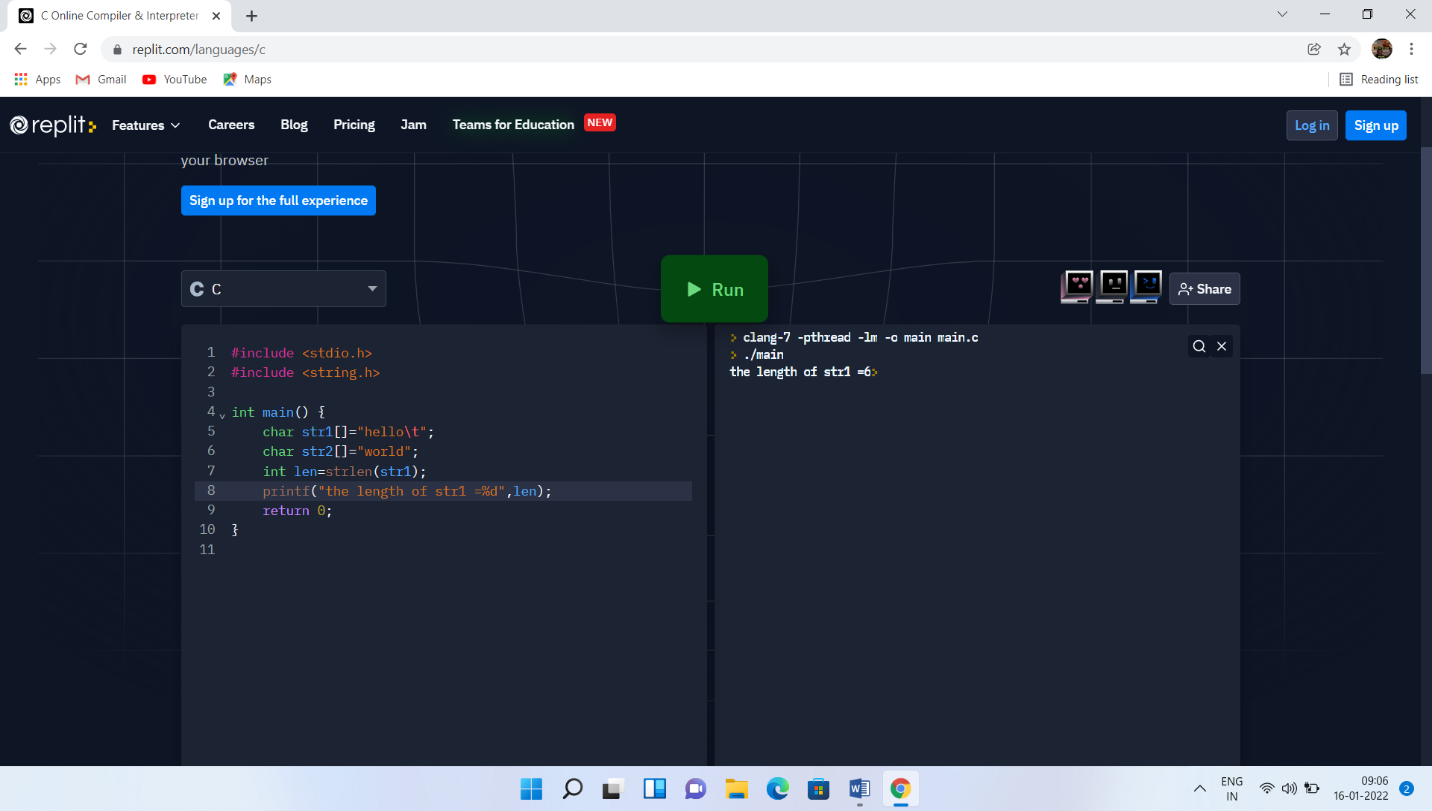 C Online Compiler & Interpreter
replit.com/languages/c
Apps Gmail YouTube Maps Reading list
replit Features Careers Blog Pricing Jam Teams for Education NEW Log in Sign up
your browser
Sign up for the full experience
C C Run Share
1 #include <stdio.h>
2 #include <string.h>
3
4 int main() {
5 char str1[]="hello\t";
6 char str2[]="world";
7 int len=strlen(str1);
8 printf("the length of str1 =%d",len);
9 return 0;
10 }
11
> clang-7 -pthread -lm -o main main.c
> ./main
the length of str1 =6>
ENG
IN
09:06
16-01-2022
2